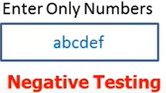 Enter Only Numbers
abcdef
Negative Testing